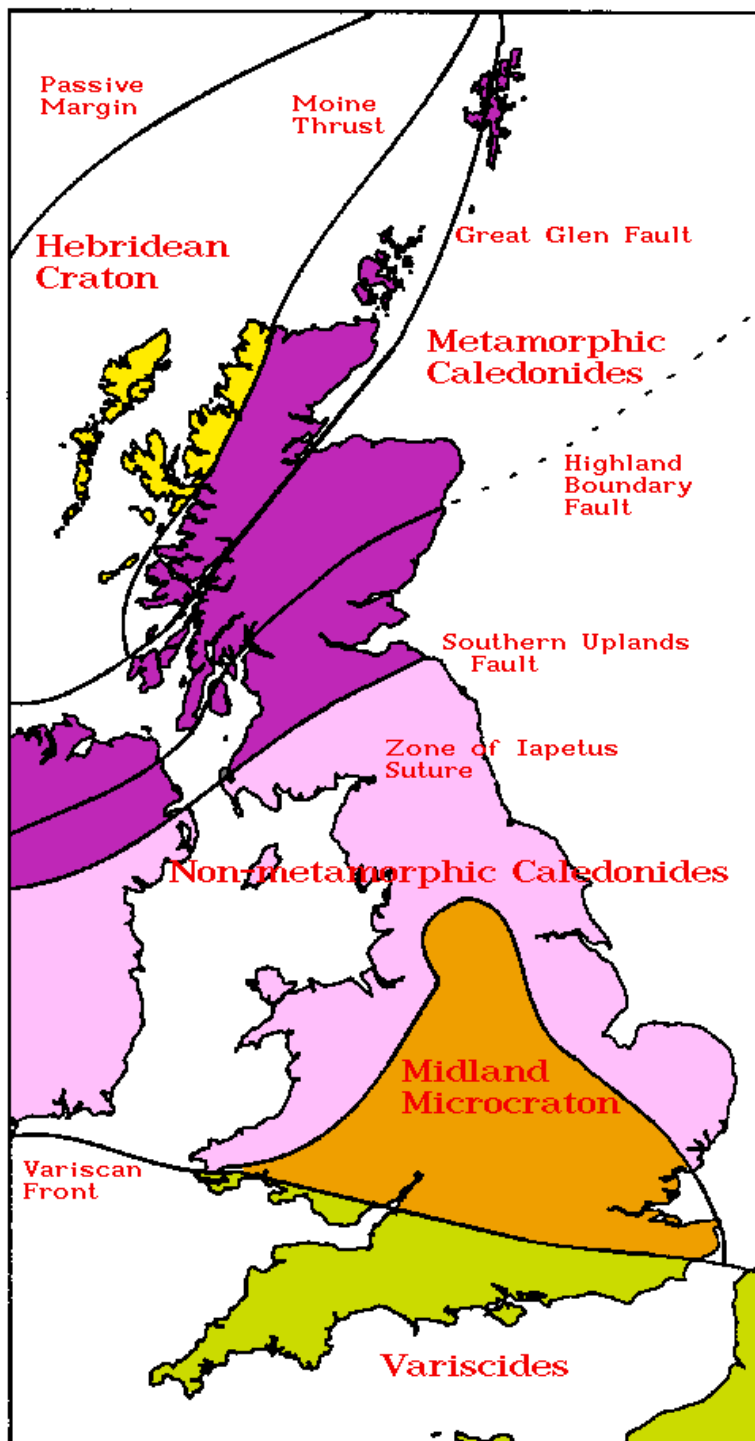 Passive
Margin
Moine
Thrust
Great Glen Fault
Hebridean
Craton
Metamorphic
Caledonides
Highland
Boundary
Fault
Southern Uplands
Fault
Zone of Iapetus
Suture
Non-metamorphic Caledonides
Midland
Microcraton
Variscan
Front
Variscides